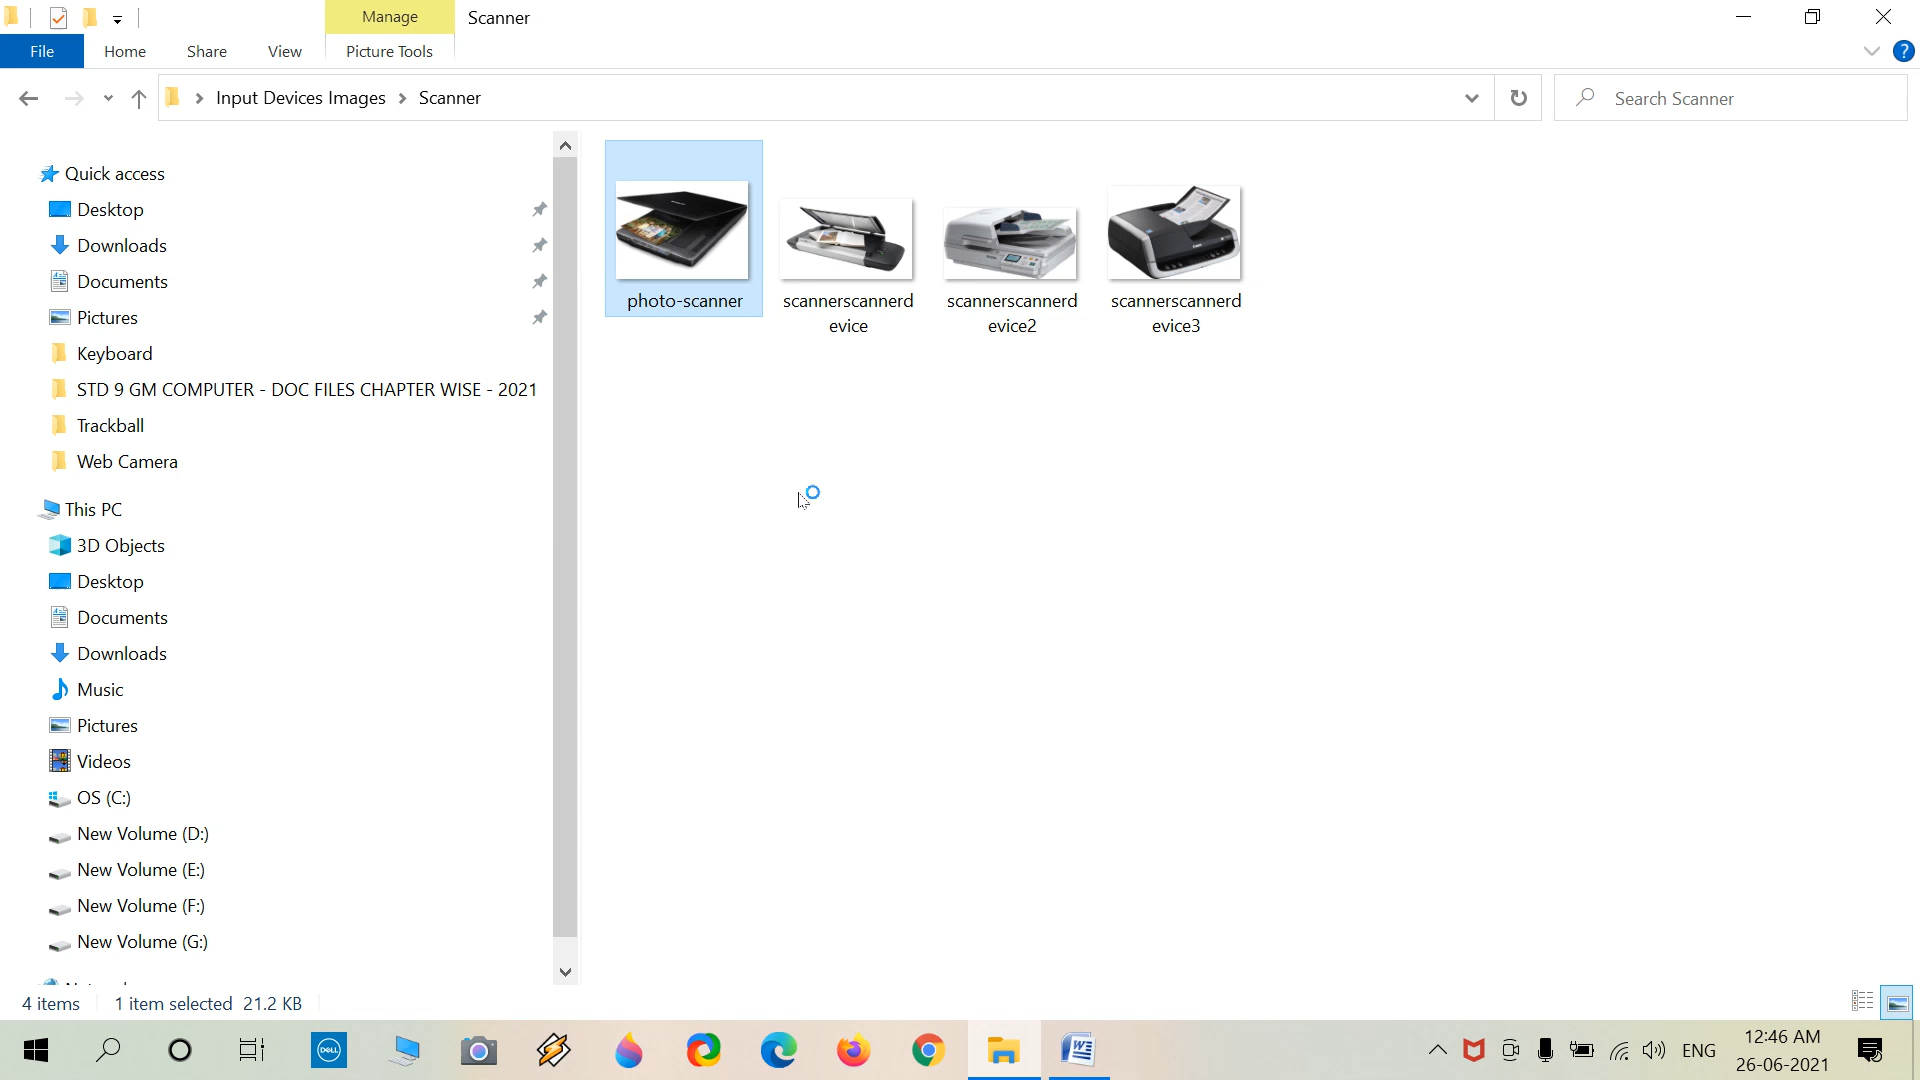 Manage
Scanner
File
Home
Share
View
Picture Tools
?
Input Devices Images
Scanner
Search Scanner
Quick access
Desktop
Downloads
Documents
Pictures
Keyboard
STD 9 GM COMPUTER - DOC FILES CHAPTER WISE - 2021
Trackball
Web Camera
This PC
3D Objects
Desktop
Documents
Downloads
Music
Pictures
Videos
OS (C:)
New Volume (D:)
New Volume (E:)
New Volume (F:)
New Volume (G:)
photo-scanner
scannerscannerd
evice
scannerscannerd
evice2
scannerscannerd
evice3
4 items
1 item selected 21.2 KB
DELL
W
ENG
12:46 AM
26-06-2021